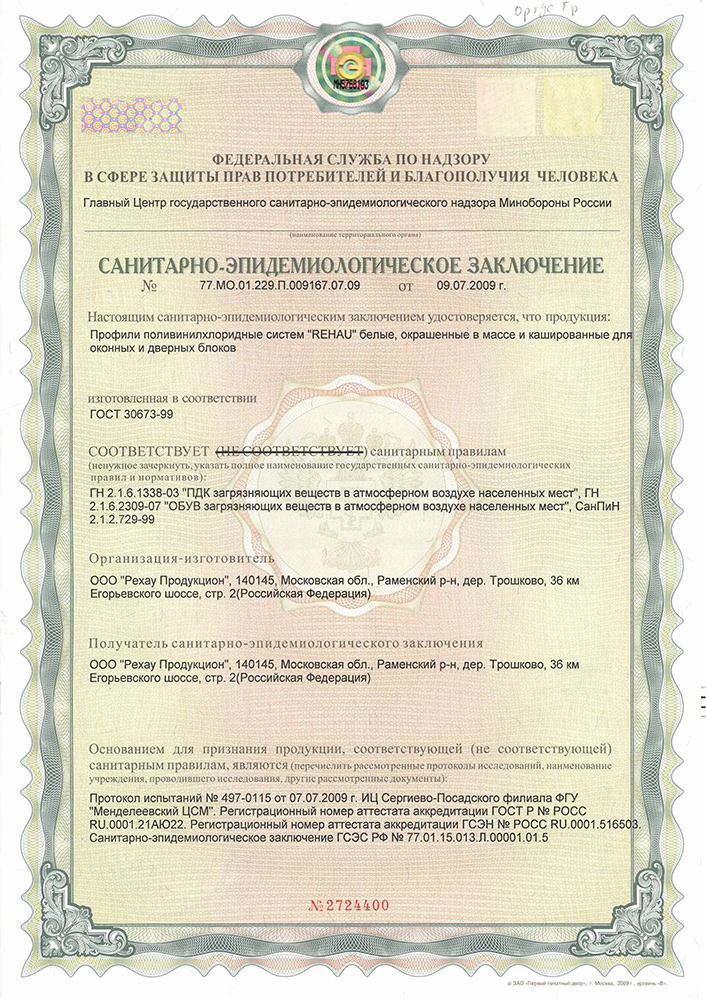 Ортус Гр
МН5768193
ФЕДЕРАЛЬНАЯ СЛУЖБА ПО НАДЗОРУ
В СФЕРЕ ЗАЩИТЫ ПРАВ ПОТРЕБИТЕЛЕЙ И БЛАГОПОЛУЧИЯ ЧЕЛОВЕКА
Главный Центр государственного санитарно-эпидемиологического надзора Минобороны России
(наименование территориального органа)
САНИТАРНО-ЭПИДЕМИОЛОГИЧЕСКОЕ ЗАКЛЮЧЕНИЕ
№ 77.МО.01.229.П.009167.07.09 от 09.07.2009 г.
Настоящим санитарно-эпидемиологическим заключением удостоверяется, что продукция:
Профили поливинилхлоридные систем "REHAU" белые, окрашенные в массе и кашированные для
оконных и дверных блоков
изготовленная в соответствии
ГОСТ 30673-99
СООТВЕТСТВУЕТ (НЕ СООТВЕТСТВУЕТ) санитарным правилам
(ненужное зачеркнуть, указать полное наименование государственных санитарно-эпидемиологических
правил и нормативов):
ГН 2.1.6.1338-03 "ПДК загрязняющих веществ в атмосферном воздухе населенных мест", ГН
2.1.6.2309-07 "ОБУВ загрязняющих веществ в атмосферном воздухе населенных мест", СанПиН
2.1.2.729-99
Организация-изготовитель
ООО "Рехау Продукцион", 140145, Московская обл., Раменский р-н, дер. Трошково, 36 км
Егорьевского шоссе, стр. 2(Российская Федерация)
Получатель санитарно-эпидемиологического заключения
ООО "Рехау Продукцион", 140145, Московская обл., Раменский р-н, дер. Трошково, 36 км
Егорьевского шоссе, стр. 2(Российская Федерация)
Основанием для признания продукции, соответствующей (не соответствующей)
санитарным правилам, являются (перечислить рассмотренные протоколы исследований, наименование
учреждения, проводившего исследования, другие рассмотренные документы):
Протокол испытаний № 497-0115 от 07.07.2009 г. ИЦ Сергиево-Посадского филиала ФГУ
"Менделеевский ЦСМ". Регистрационный номер аттестата аккредитации ГОСТ Р № РОСС
RU.0001.21АЮ22. Регистрационный номер аттестата аккредитации ГСЭН № РОСС RU.0001.516503.
Санитарно-эпидемиологическое заключение ГСЭС РФ № 77.01.15.013.Л.00001.01.5
№2724400
© ЗАО «Первый печатный двор», г. Москва, 2009 г., уровень «В».